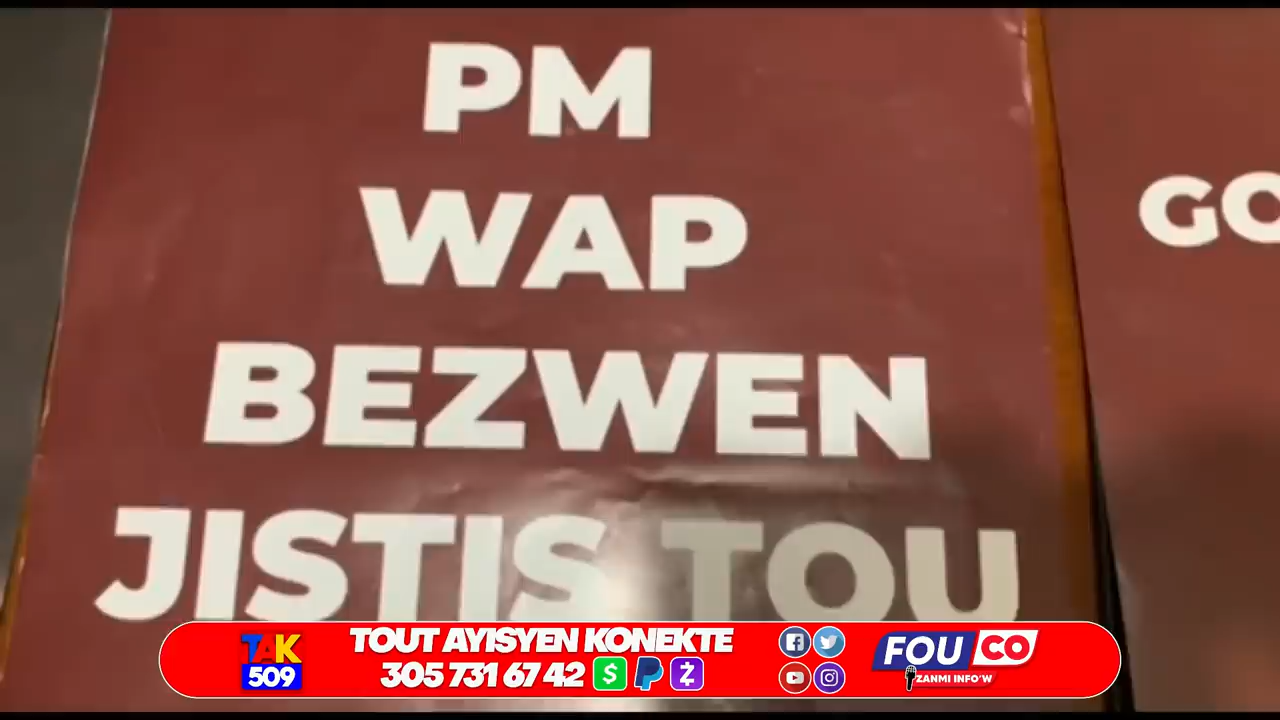 PM
WAP
BEZWEN
JISTIS TOU
GO
TAK
509
TOUT AYISYEN KONEKTE
305 731 67 42
FOU CO
ZANMI INFO'W